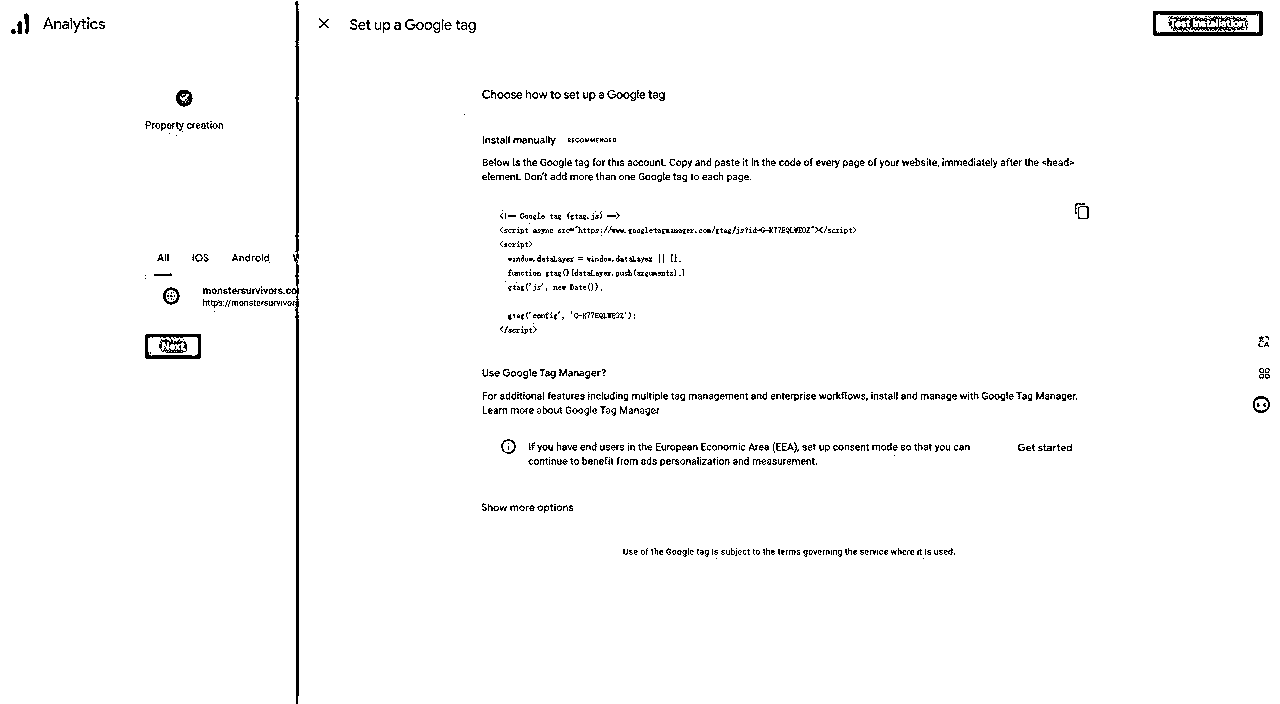 Analytics
Set up a Google tag
Test installation
Property creation
All
iOS
Android
monstersurvivors.co
https://monstersurvivor
Next
Choose how to set up a Google tag
Install manually RECOMMENDED
Below is the Google tag for this account. Copy and paste it in the code of every page of your website, immediately after the <head>
element. Don't add more than one Google tag to each page.
<!-- Google tag (gtag.js) -->
<script async src="https://www.googletagmanager.com/gtag/js?id=G-K77EQLWE0Z"></script>
<script>
window.dataLayer = window.dataLayer || [];
function gtag(){dataLayer.push(arguments);}
gtag('js', new Date());
gtag('config', 'G-K77EQLWE0Z');
</script>
Use Google Tag Manager?
For additional features including multiple tag management and enterprise workflows, install and manage with Google Tag Manager.
Learn more about Google Tag Manager
If you have end users in the European Economic Area (EEA), set up consent mode so that you can
continue to benefit from ads personalization and measurement.
Get started
Show more options
Use of the Google tag is subject to the terms governing the service where it is used.